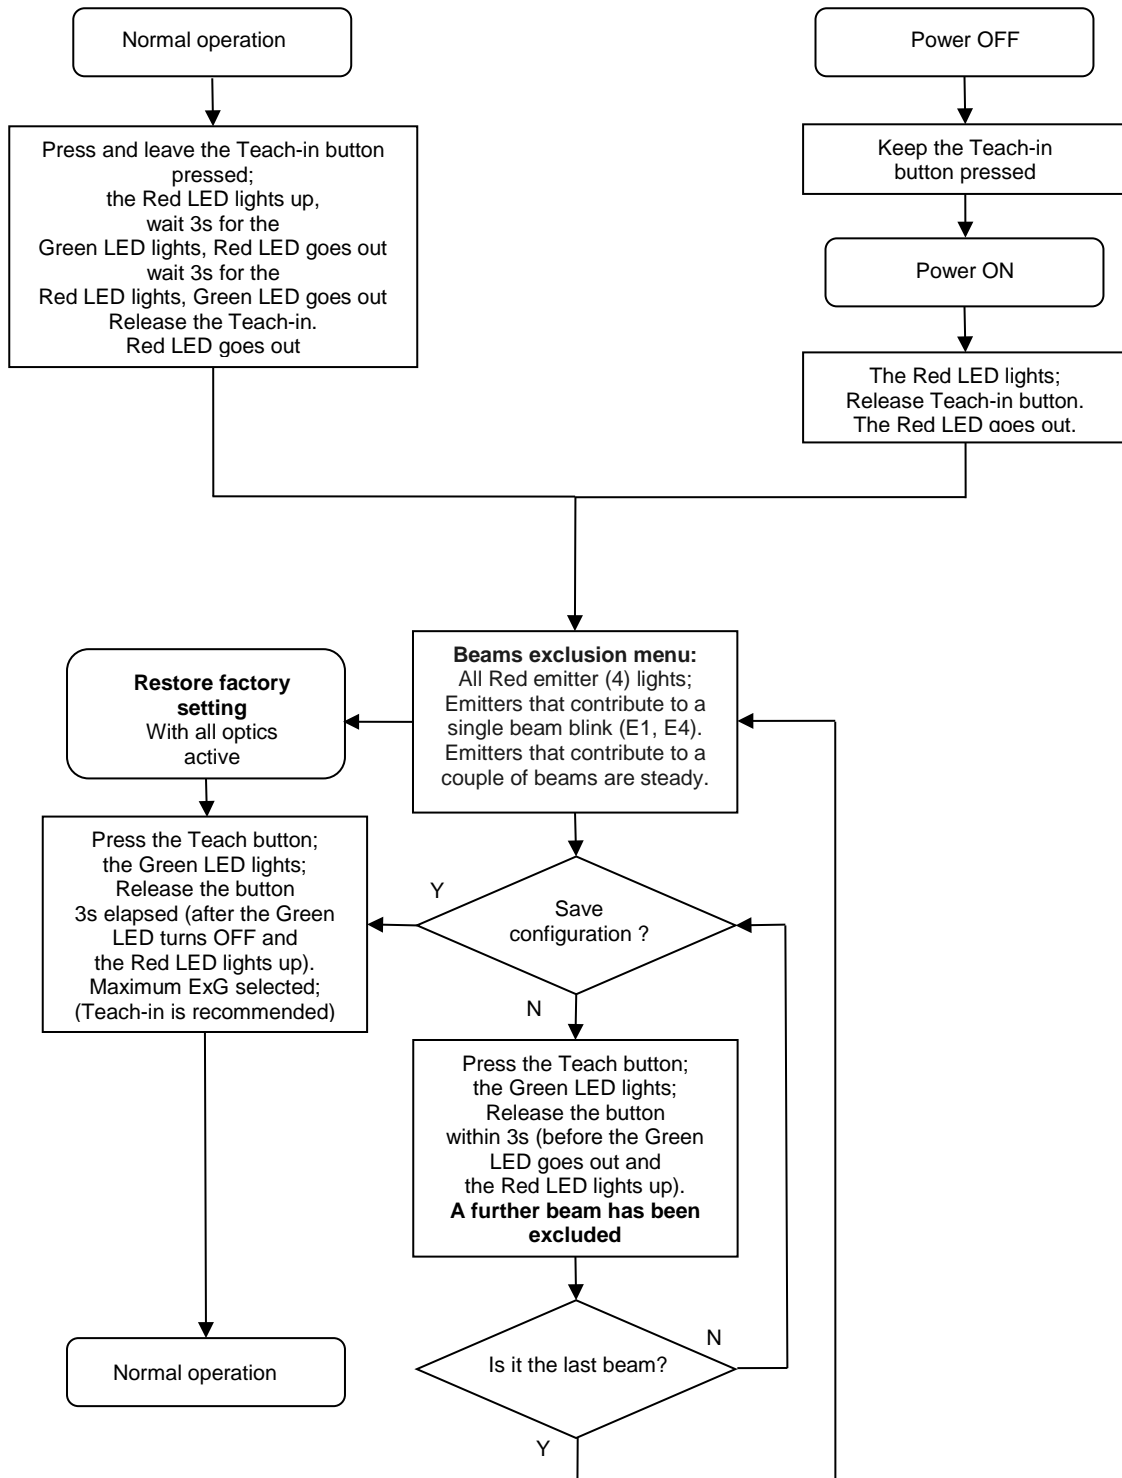 Normal operation
Power OFF
Press and leave the Teach-in button
pressed;
the Red LED lights up,
wait 3s for the
Green LED lights, Red LED goes out
wait 3s for the
Red LED lights, Green LED goes out
Release the Teach-in.
Red LED goes out
Keep the Teach-in
button pressed
Power ON
The Red LED lights;
Release Teach-in button.
The Red LED goes out.
Beams exclusion menu:
All Red emitter (4) lights;
Emitters that contribute to a
single beam blink (E1, E4).
Emitters that contribute to a
couple of beams are steady.
Restore factory
setting
With all optics
active
Press the Teach button;
the Green LED lights;
Release the button
3s elapsed (after the Green
LED turns OFF and
the Red LED lights up).
Maximum ExG selected;
(Teach-in is recommended)
Y
Save
configuration ?
N
Press the Teach button;
the Green LED lights;
Release the button
within 3s (before the Green
LED goes out and
the Red LED lights up).
A further beam has been
excluded
N
Is it the last beam?
Y
Normal operation